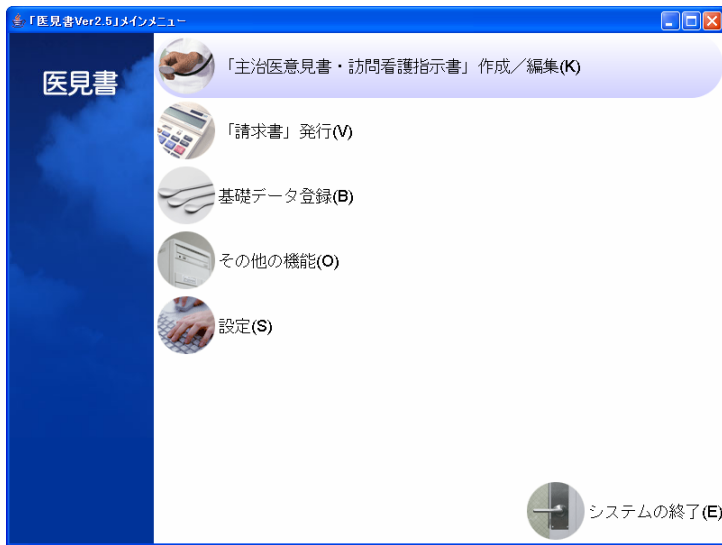 「医見書Ver2.5」メインメニュー
医見書
「主治医意見書・訪問看護指示書」作成／編集(K)
「請求書」発行(V)
基礎データ登録(B)
その他の機能(O)
設定(S)
システムの終了(E)